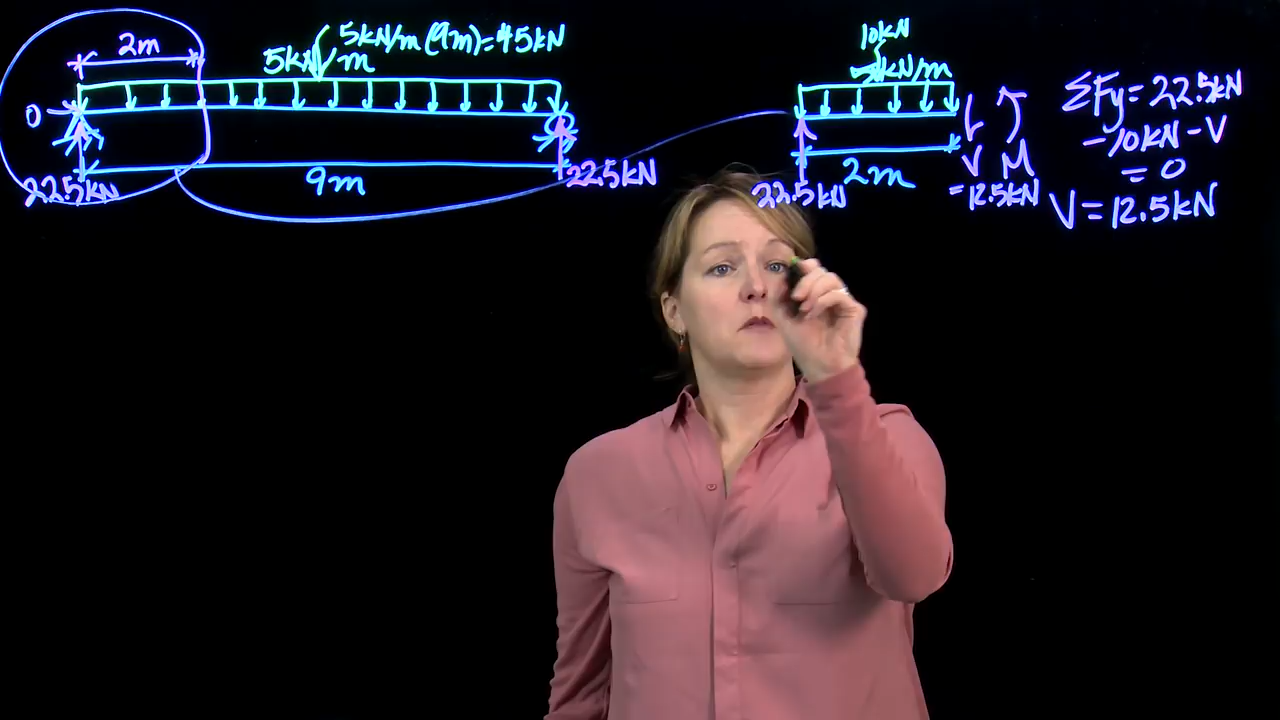 2m
5kN/m(9m)=45kN
5kN/m
0
22.5kN
9m
22.5kN
10kN
5kN/m
22.5kN
2m
V
M
=12.5kN
ΣFy=22.5kN
-10kN-V
=0
V=12.5kN